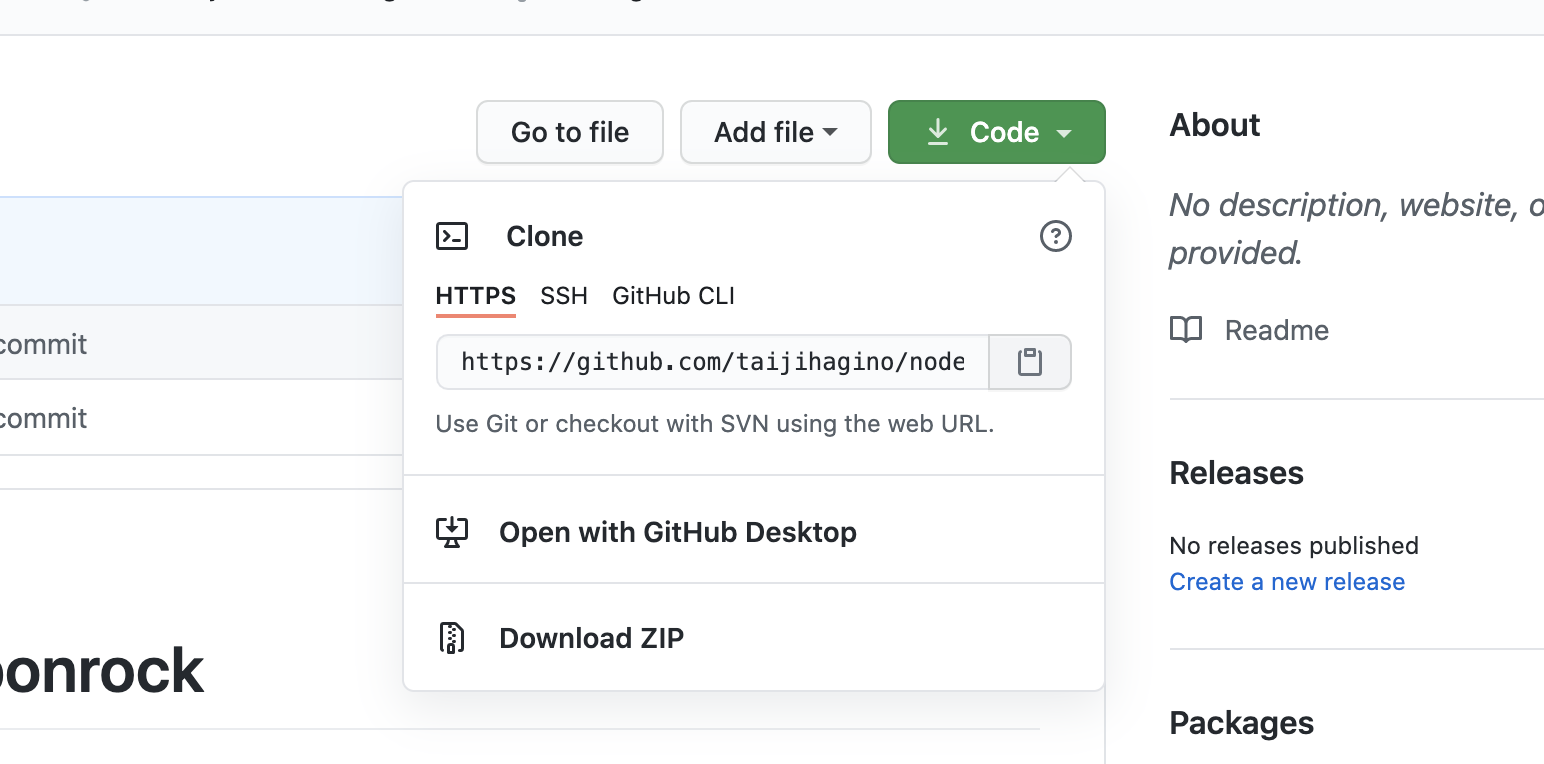 Go to file
Add file
Code
Clone
HTTPS SSH GitHub CLI
https://github.com/taijihagino/node
Use Git or checkout with SVN using the web URL.
Open with GitHub Desktop
Download ZIP
commit
commit
onrock
About
No description, website, o
provided.
Readme
Releases
No releases published
Create a new release
Packages